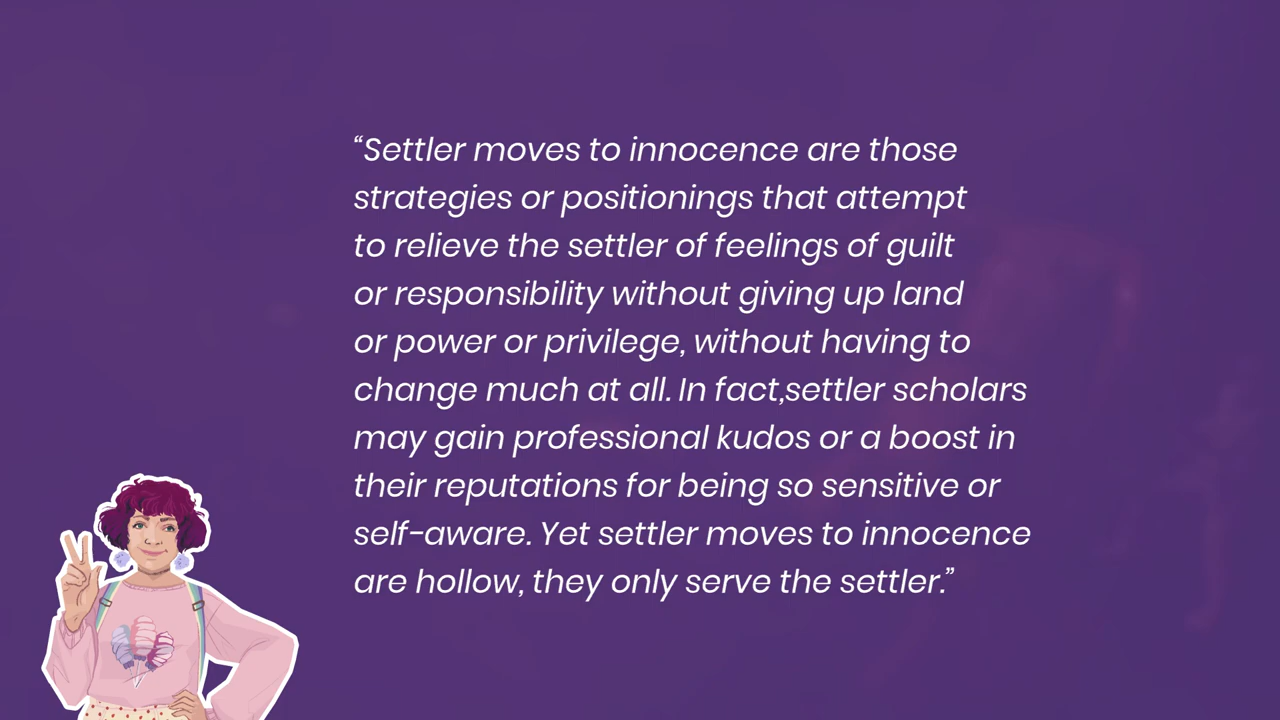 “Settler moves to innocence are those
strategies or positionings that attempt
to relieve the settler of feelings of guilt
or responsibility without giving up land
or power or privilege, without having to
change much at all. In fact,settler scholars
may gain professional kudos or a boost in
their reputations for being so sensitive or
self-aware. Yet settler moves to innocence
are hollow, they only serve the settler.”